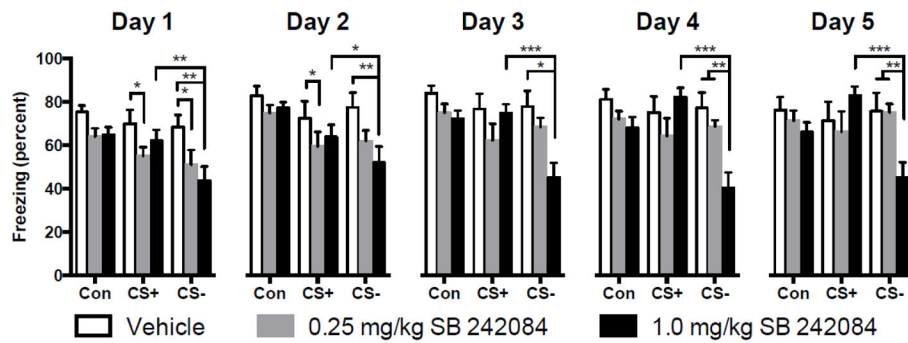 Day 1 Day 2 Day 3 Day 4 Day 5
Freezing (percent)
100
80
60
40
20
0
* ** ** *
* * **
*** *
*** **
*** **
Con CS+ CS- Con CS+ CS- Con CS+ CS- Con CS+ CS- Con CS+ CS-
Vehicle 0.25 mg/kg SB 242084 1.0 mg/kg SB 242084